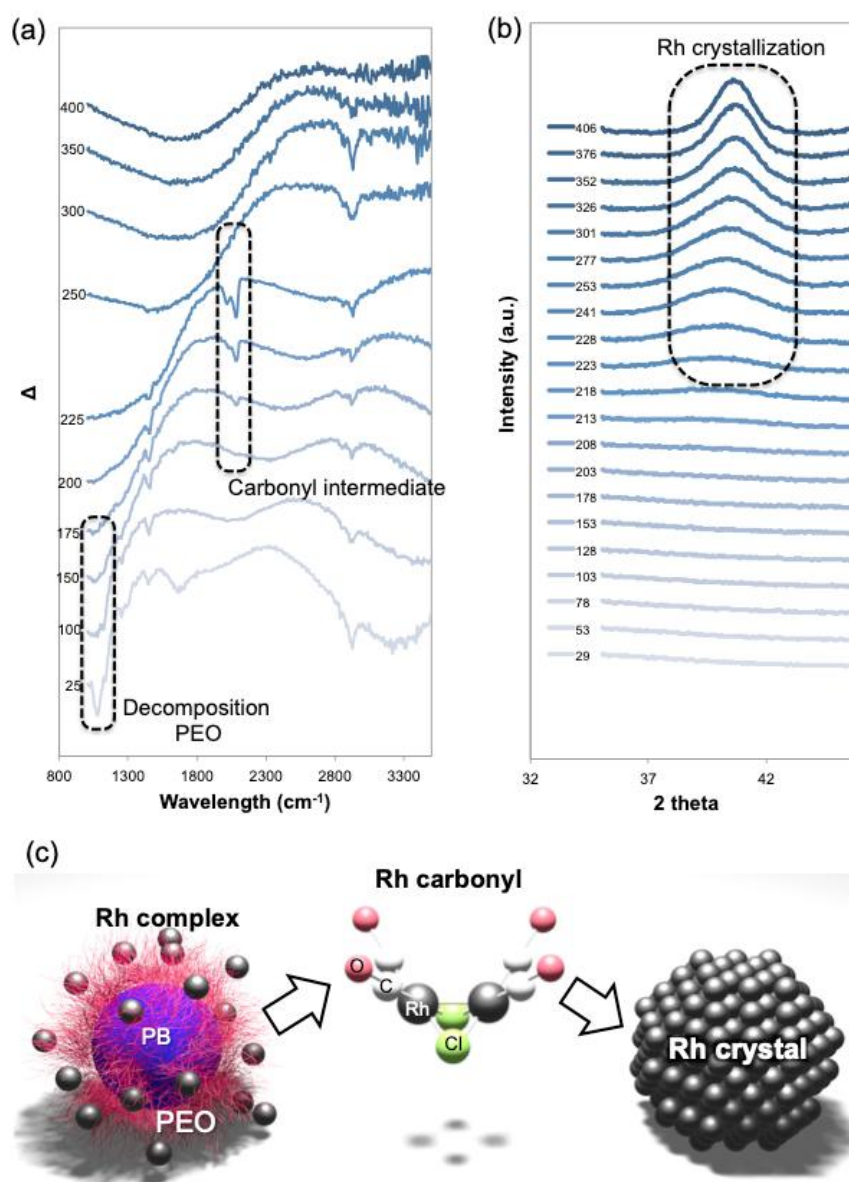 (a)
400
350
300
250
225
200
175
150
100
25
Δ
Carbonyl intermediate
Decomposition
PEO
800 1300 1800 2300 2800 3300
Wavelength (cm⁻¹)
(b)
Rh crystallization
406
376
352
326
301
277
253
241
228
223
218
213
208
203
178
153
128
103
78
53
29
Intensity (a.u.)
32 37 42
2 theta
(c)
Rh complex
PB
PEO
Rh carbonyl
O
C
Rh
Cl
Rh crystal